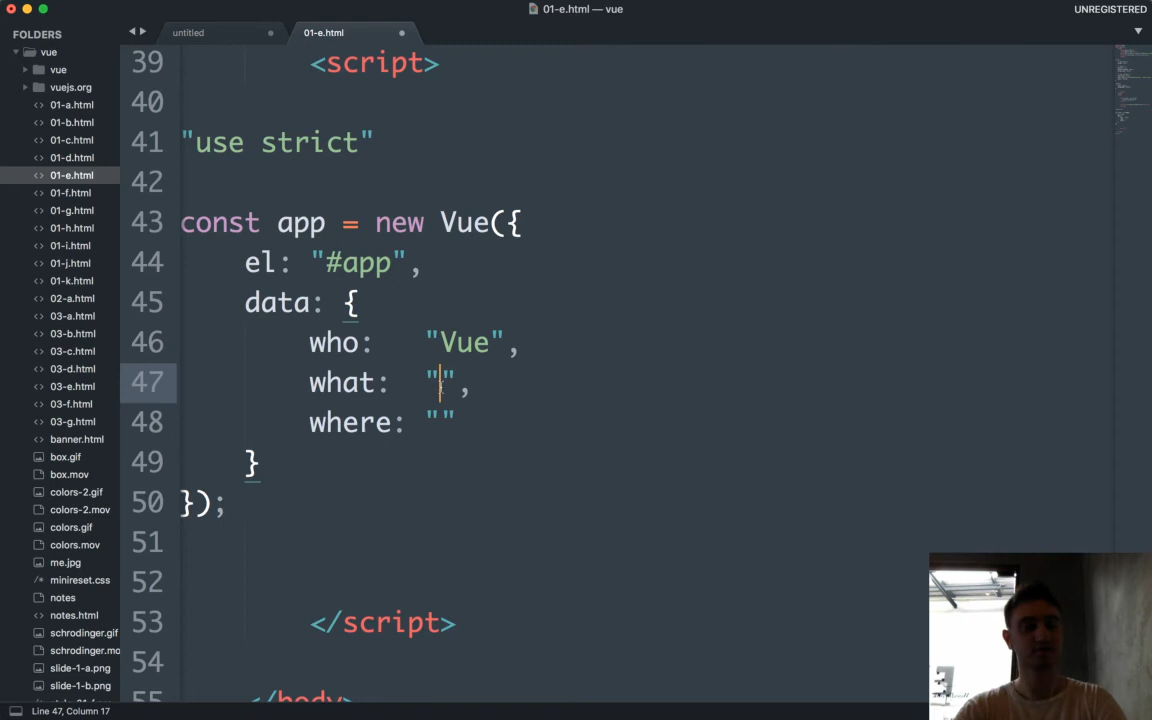 01-e.html — vue
UNREGISTERED
FOLDERS
vue
vue
vuejs.org
01-a.html
01-b.html
01-c.html
01-d.html
01-e.html
01-f.html
01-g.html
01-h.html
01-i.html
01-j.html
01-k.html
02-a.html
03-a.html
03-b.html
03-c.html
03-d.html
03-e.html
03-f.html
03-g.html
banner.html
box.gif
box.mov
colors-2.gif
colors-2.mov
colors.gif
colors.mov
me.jpg
minireset.css
notes
notes.html
schrodinger.gif
schrodinger.mo
slide-1-a.png
slide-1-b.png
untitled
01-e.html
39 <script>
40
41 "use strict"
42
43 const app = new Vue({
44 el: "#app",
45 data: {
46 who: "Vue",
47 what: "",
48 where: ""
49 }
50 });
51
52
53 </script>
54
55 </body>
Line 47, Column 17